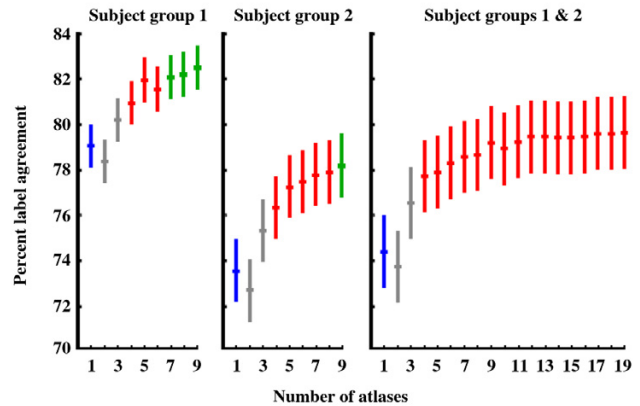 Subject group 1 Subject group 2 Subject groups 1 & 2
84
82
80
78
76
74
72
70
Percent label agreement
1 3 5 7 9 1 3 5 7 9 1 3 5 7 9 11 13 15 17 19
Number of atlases